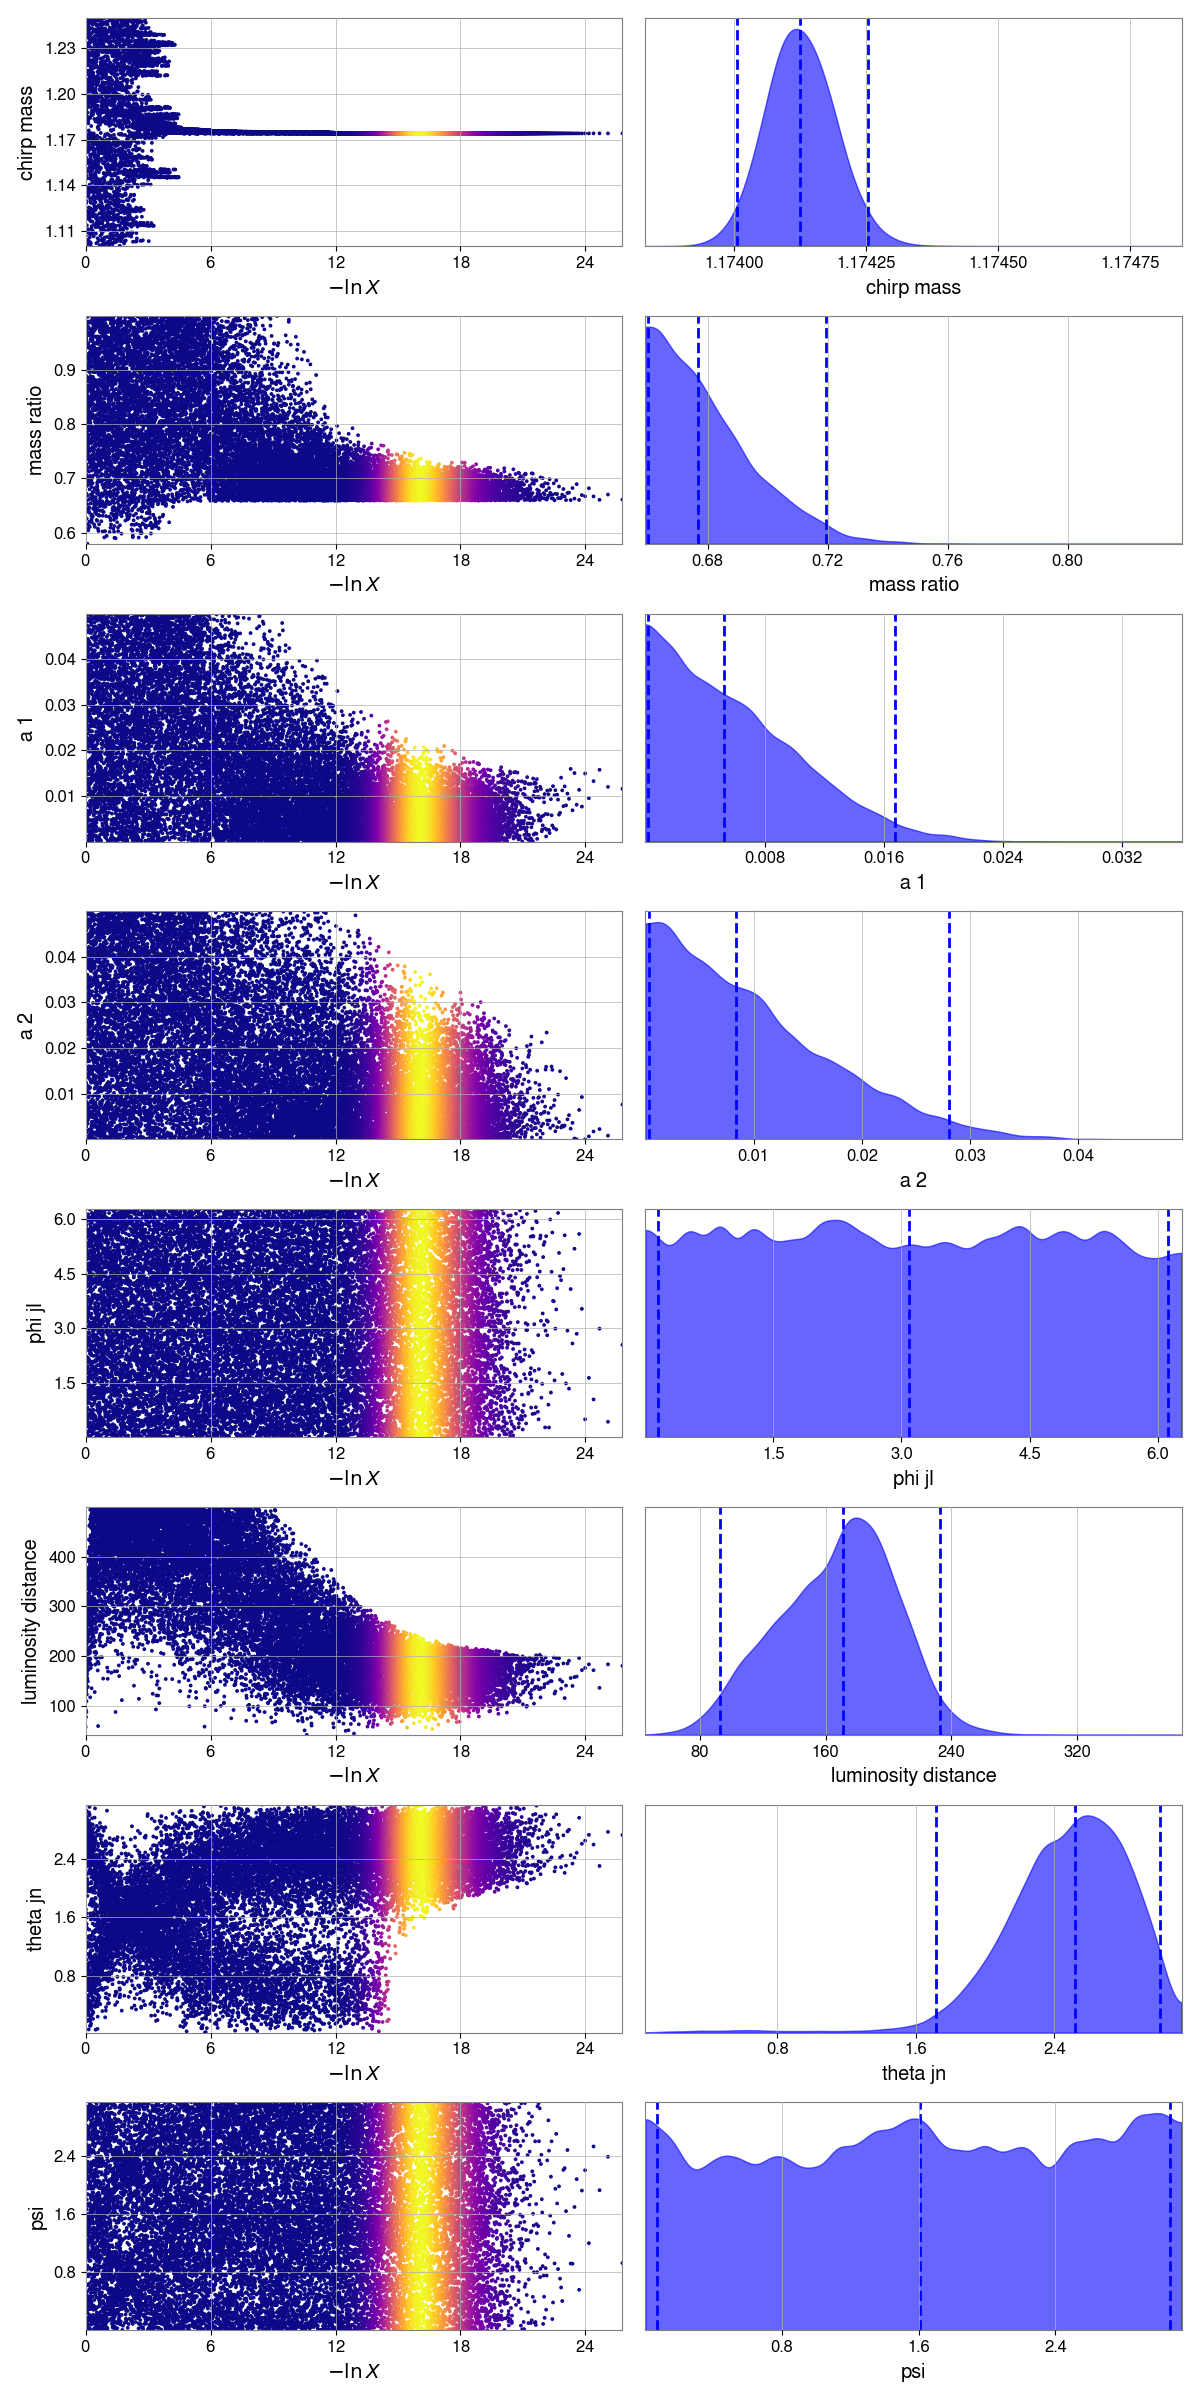 1.23
1.20
1.17
1.14
1.11
chirp mass
0 6 12 18 24
−ln X
1.17400 1.17425 1.17450 1.17475
chirp mass
0.9
0.8
0.7
0.6
mass ratio
0 6 12 18 24
−ln X
0.68 0.72 0.76 0.80
mass ratio
0.04
0.03
0.02
0.01
a 1
0 6 12 18 24
−ln X
0.008 0.016 0.024 0.032
a 1
0.04
0.03
0.02
0.01
a 2
0 6 12 18 24
−ln X
0.01 0.02 0.03 0.04
a 2
6.0
4.5
3.0
1.5
phi jl
0 6 12 18 24
−ln X
1.5 3.0 4.5 6.0
phi jl
400
300
200
100
luminosity distance
0 6 12 18 24
−ln X
80 160 240 320
luminosity distance
2.4
1.6
0.8
theta jn
0 6 12 18 24
−ln X
0.8 1.6 2.4
theta jn
2.4
1.6
0.8
psi
0 6 12 18 24
−ln X
0.8 1.6 2.4
psi